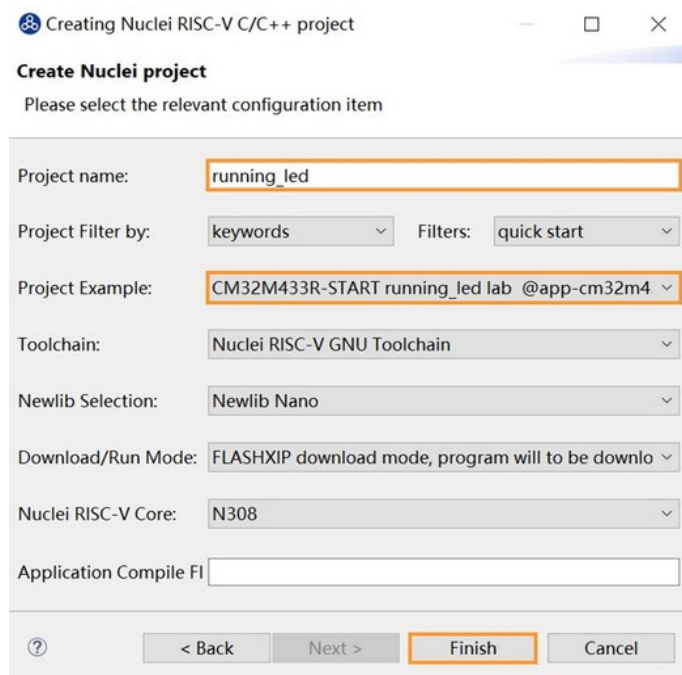 Creating Nuclei RISC-V C/C++ project
Create Nuclei project
Please select the relevant configuration item
Project name: running_led
Project Filter by: keywords Filters: quick start
Project Example: CM32M433R-START running_led lab @app-cm32m4
Toolchain: Nuclei RISC-V GNU Toolchain
Newlib Selection: Newlib Nano
Download/Run Mode: FLASHXIP download mode, program will to be downlo
Nuclei RISC-V Core: N308
Application Compile Fl
? < Back Next > Finish Cancel